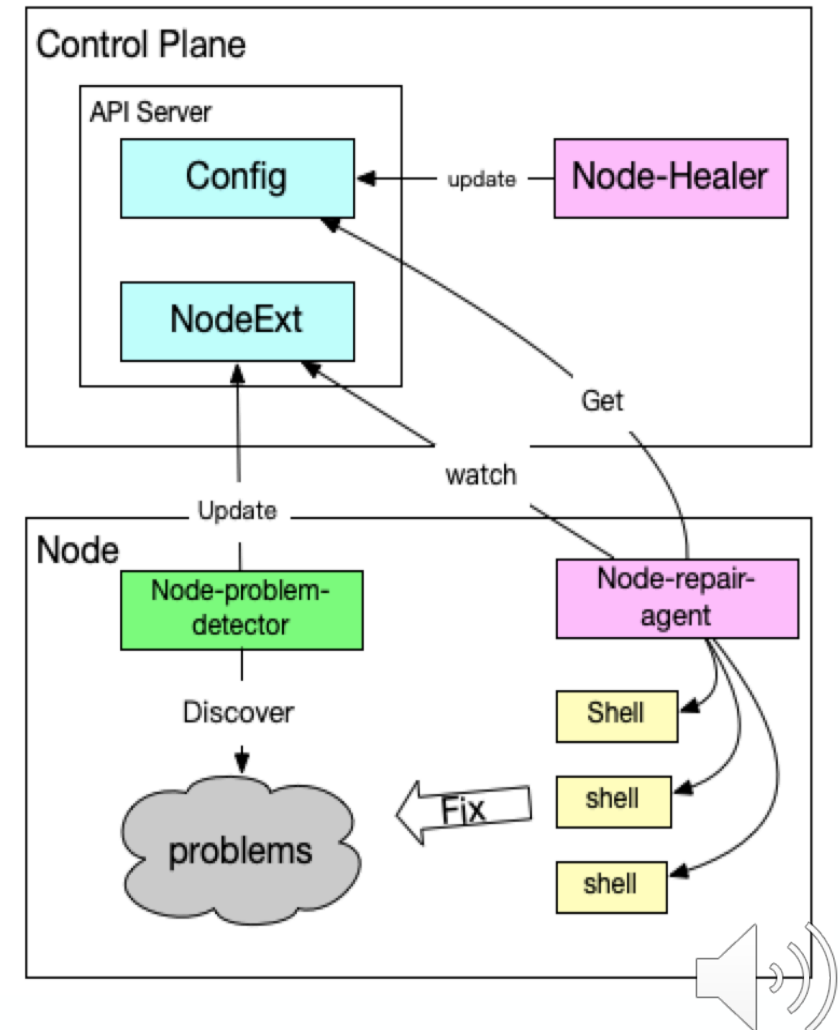 Control Plane
API Server
Config
update
Node-Healer
NodeExt
Get
watch
Update
Node
Node-problem-
detector
Node-repair-
agent
Discover
Shell
shell
Fix
problems
shell